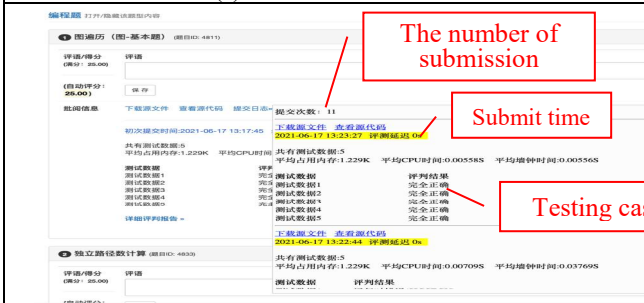 编程题 打开/隐藏该题型内容
1 图遍历 (图-基本题) (题目ID: 4811)
评语/得分 评语
(满分: 25.00)
(自动评分:
25.00)
保存
批阅信息 下载源文件 查看源代码 提交日志
初次提交时间:2021-06-17 13:17:45
共有测试数据:5
平均占用内存:1.229K 平均CPU时间:0.00
测试数据
测试数据1 完全
测试数据2 完全
测试数据3 完全
测试数据4 完全
测试数据5
详细评判报告
2 独立路径数计算 (题目ID: 4833)
评语/得分 评语
(满分: 25.00)
The number of
submission
提交次数: 11
Submit time
下载源文件 查看源代码
2021-06-17 13:23:27 评测延迟 0s
共有测试数据:5
平均占用内存:1.229K 平均CPU时间:0.00558S 平均墙钟时间:0.00556S
测试数据 评判结果
测试数据1 完全正确
测试数据2 完全正确
测试数据3 完全正确
测试数据4 完全正确
测试数据5 完全正确
Testing cas
下载源文件 查看源代码
2021-06-17 13:22:44 评测延迟 0s
共有测试数据:5
平均占用内存:1.229K 平均CPU时间:0.00709S 平均墙钟时间:0.03769S
测试数据 评判结果